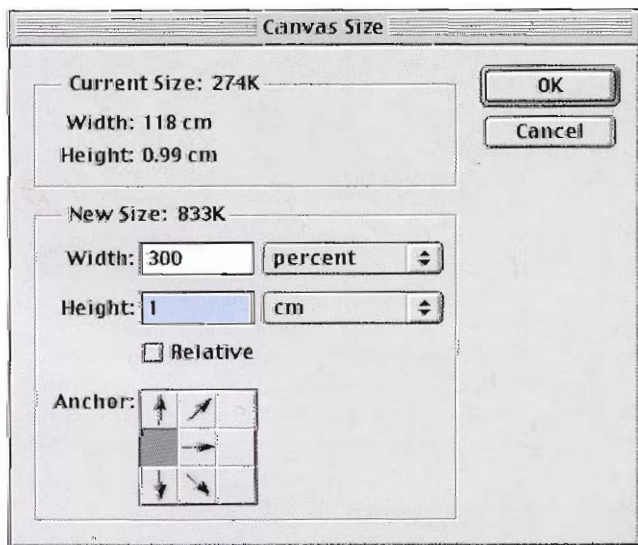 Canvas Size
Current Size: 274K
Width: 118 cm
Height: 0.99 cm
OK
Cancel
New Size: 833K
Width: 300 percent
Height: 1 cm
Relative
Anchor: